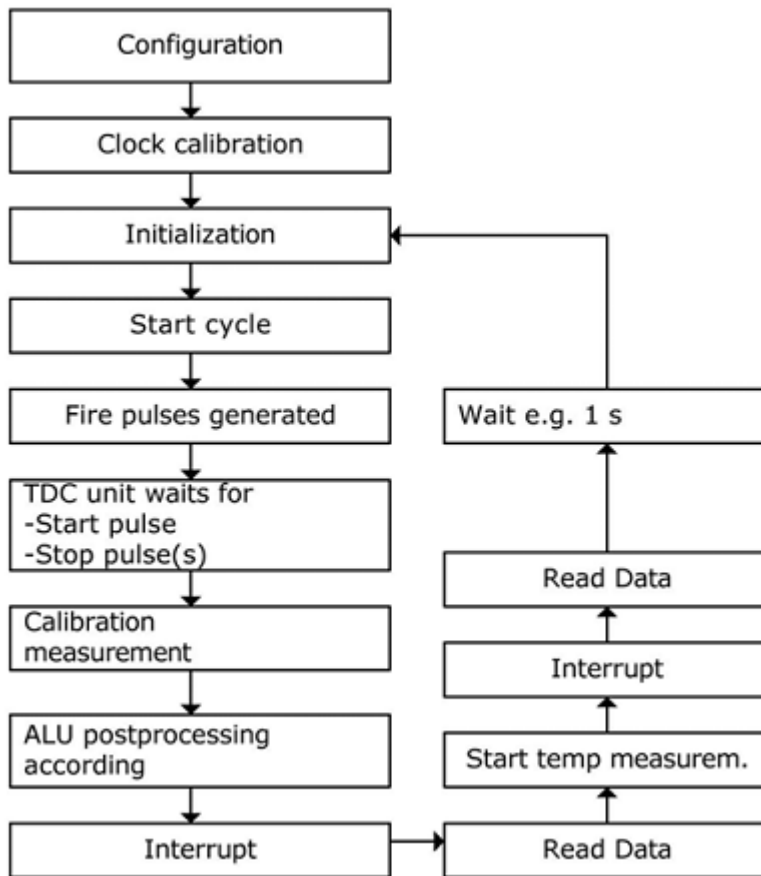 Configuration
Clock calibration
Initialization
Start cycle
Fire pulses generated
TDC unit waits for
-Start pulse
-Stop pulse(s)
Calibration
measurement
ALU postprocessing
according
Interrupt
Read Data
Start temp measurem.
Interrupt
Read Data
Wait e.g. 1 s